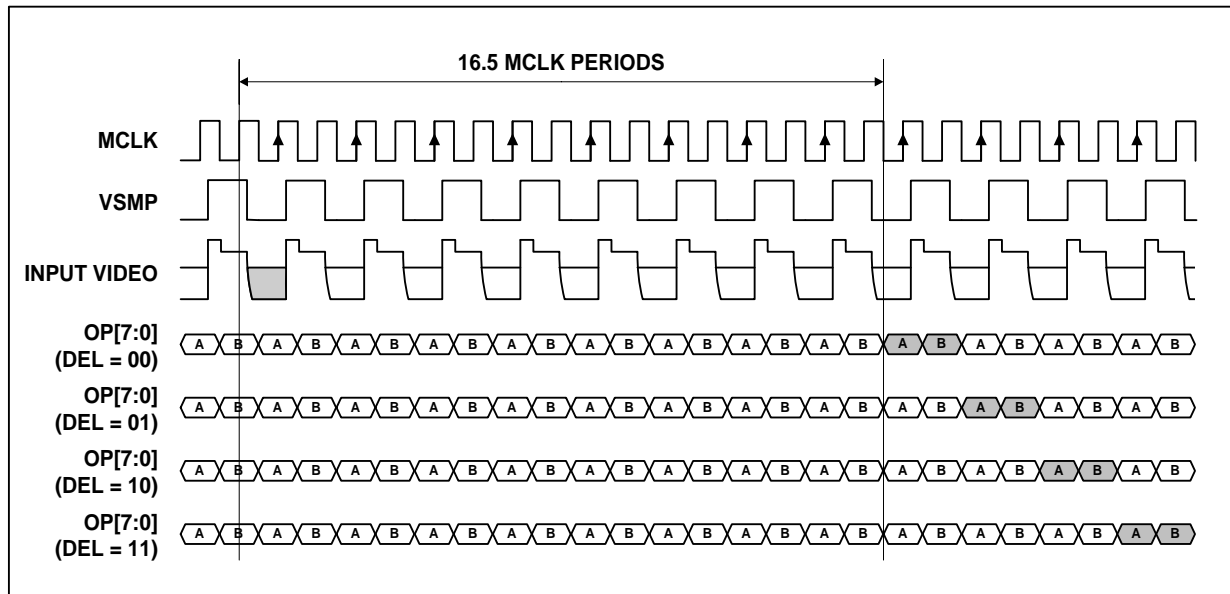 16.5 MCLK PERIODS
MCLK
VSMP
INPUT VIDEO
OP[7:0]
(DEL = 00)
A B A B A B A B A B A B A B A B A B A B A B A B A B
OP[7:0]
(DEL = 01)
A B A B A B A B A B A B A B A B A B A B A B A B A B
OP[7:0]
(DEL = 10)
A B A B A B A B A B A B A B A B A B A B A B A B A B
OP[7:0]
(DEL = 11)
A B A B A B A B A B A B A B A B A B A B A B A B A B